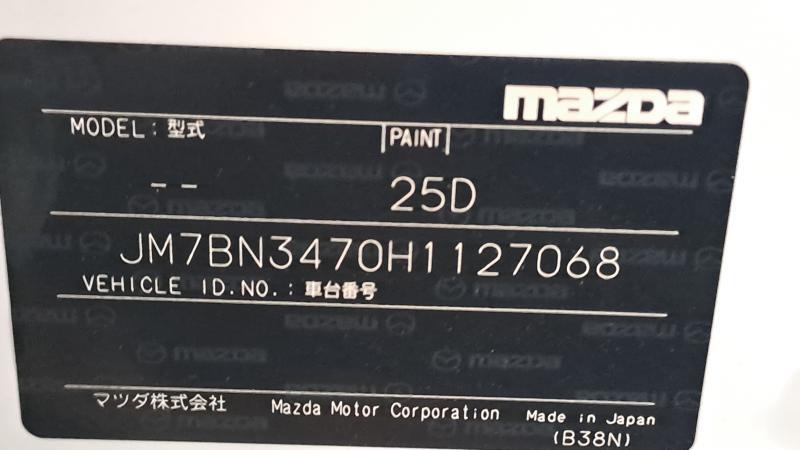 mazda
MODEL : 型式 PAINT
-- 25D
JM7BN3470H1127068
VEHICLE ID.NO. : 車台番号
マツダ株式会社 Mazda Motor Corporation Made in Japan
(B38N)